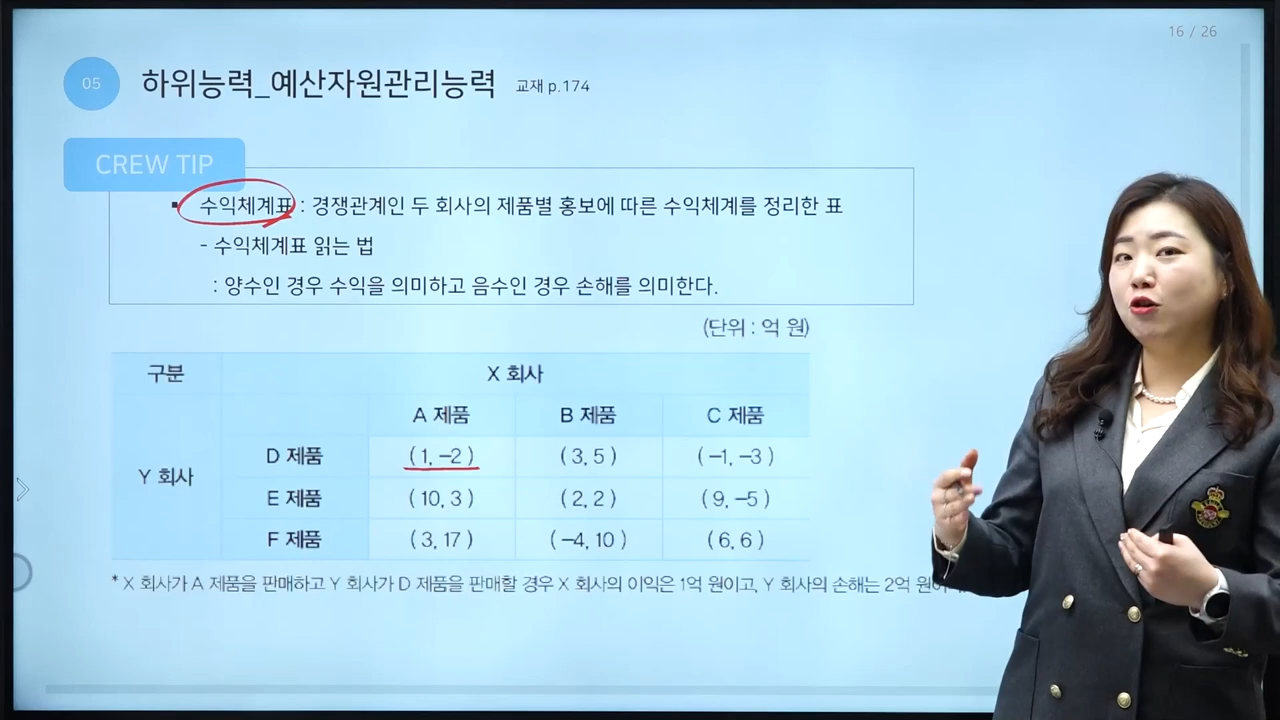 16 / 26
05 하위능력_예산자원관리능력 교재 p.174
CREW TIP
▪ 수익체계표 : 경쟁관계인 두 회사의 제품별 홍보에 따른 수익체계를 정리한 표
- 수익체계표 읽는 법
: 양수인 경우 수익을 의미하고 음수인 경우 손해를 의미한다.
(단위 : 억 원)
구분 X 회사
A 제품 B 제품 C 제품
Y 회사
D 제품 (1, –2) (3, 5) (–1, –3)
E 제품 (10, 3) (2, 2) (9, –5)
F 제품 (3, 17) (–4, 10) (6, 6)
* X 회사가 A 제품을 판매하고 Y 회사가 D 제품을 판매할 경우 X 회사의 이익은 1억 원이고, Y 회사의 손해는 2억